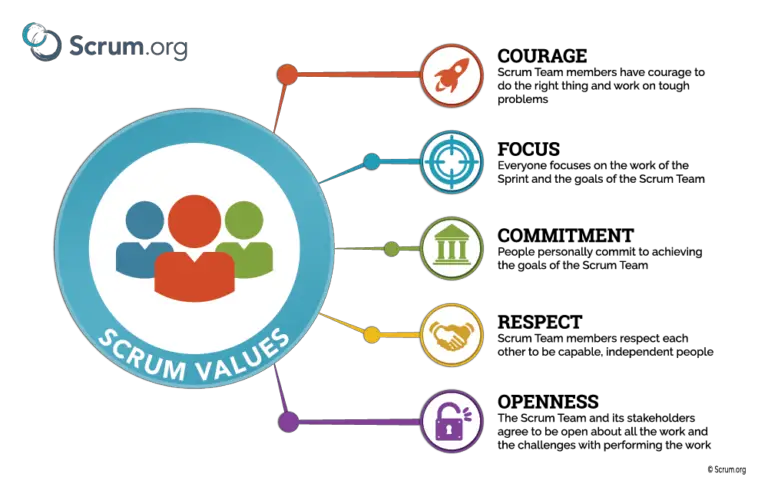 Scrum.org
COURAGE
Scrum Team members have courage to
do the right thing and work on tough
problems
FOCUS
Everyone focuses on the work of the
Sprint and the goals of the Scrum Team
COMMITMENT
People personally commit to achieving
the goals of the Scrum Team
RESPECT
Scrum Team members respect each
other to be capable, independent people
OPENNESS
The Scrum Team and its stakeholders
agree to be open about all the work and
the challenges with performing the work
SCRUM VALUES
© Scrum.org